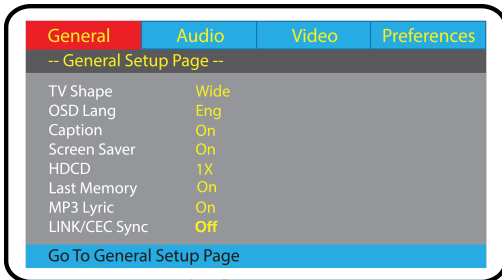 General Audio Video Preferences
-- General Setup Page --
TV Shape Wide
OSD Lang Eng
Caption On
Screen Saver On
HDCD 1X
Last Memory On
MP3 Lyric On
LINK/CEC Sync Off
Go To General Setup Page